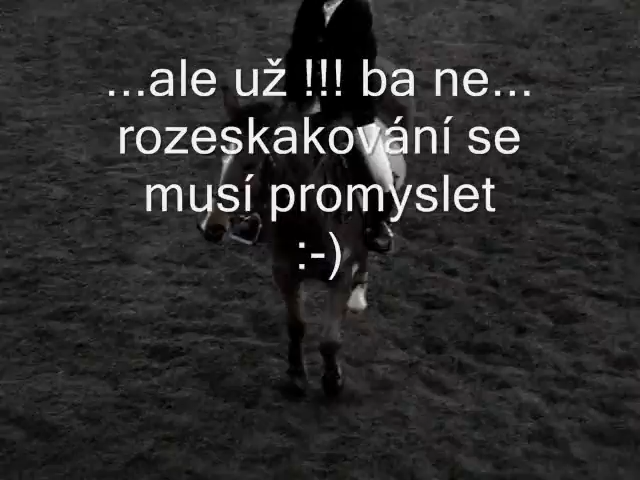 ...ale už !!! ba ne...
rozeskakování se
musí promyslet
:-)